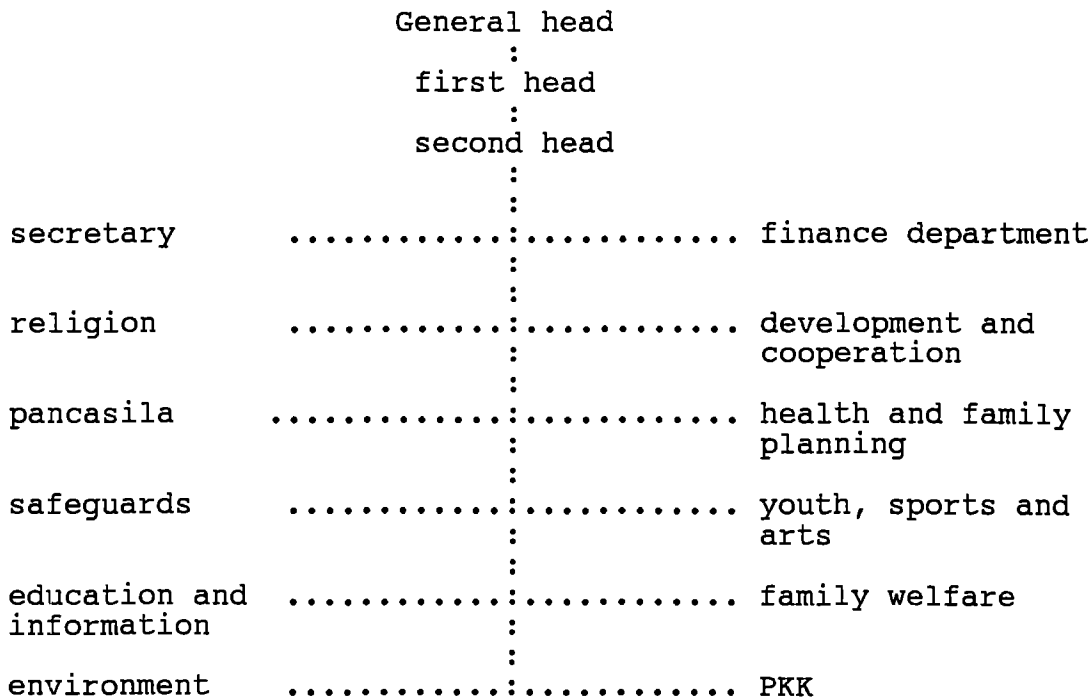 General head
:
first head
:
second head
:
:
secretary ............:............ finance department
:
:
religion ............:............ development and
: cooperation
:
pancasila .............:............ health and family
: planning
:
safeguards ............:............ youth, sports and
: arts
:
education and ............:............ family welfare
information :
:
environment ............:............ PKK